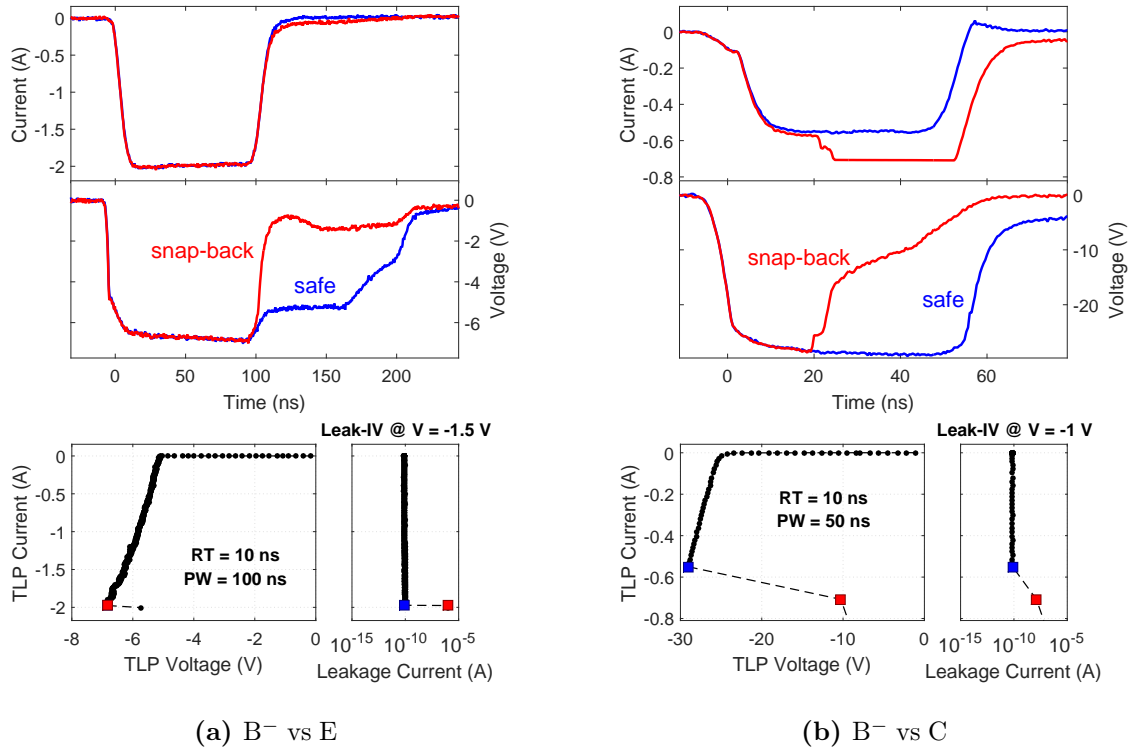 0
-0.5
-1
-1.5
-2
Current (A)
0
-2
-4
-6
Voltage (V)
snap-back
safe
0 50 100 150 200
Time (ns)
0
-0.2
-0.4
-0.6
-0.8
Current (A)
0
-10
-20
Voltage (V)
snap-back
safe
0 20 40 60
Time (ns)
Leak-IV @ V = -1.5 V
0
-0.5
-1
-1.5
-2
TLP Current (A)
RT = 10 ns
PW = 100 ns
-8 -6 -4 -2 0
TLP Voltage (V)
10⁻¹⁵ 10⁻¹⁰ 10⁻⁵
Leakage Current (A)
Leak-IV @ V = -1 V
0
-0.2
-0.4
-0.6
-0.8
TLP Current (A)
RT = 10 ns
PW = 50 ns
-30 -20 -10 0
TLP Voltage (V)
10⁻¹⁵ 10⁻¹⁰ 10⁻⁵
Leakage Current (A)
(a) B⁻ vs E
(b) B⁻ vs C